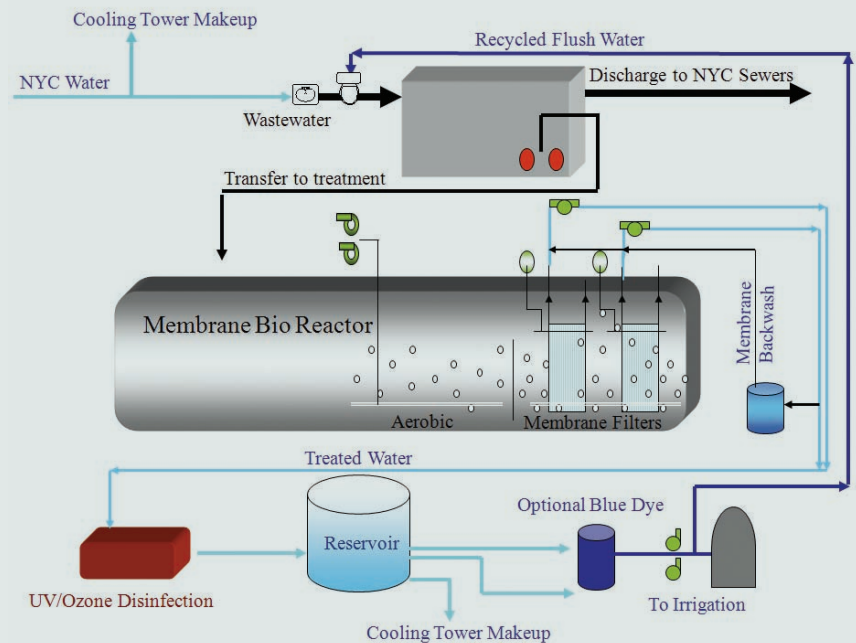 Cooling Tower Makeup
Recycled Flush Water
NYC Water
Discharge to NYC Sewers
Wastewater
Transfer to treatment
Membrane Bio Reactor
Membrane
Backwash
Aerobic
Membrane Filters
Treated Water
Optional Blue Dye
Reservoir
UV/Ozone Disinfection
To Irrigation
Cooling Tower Makeup